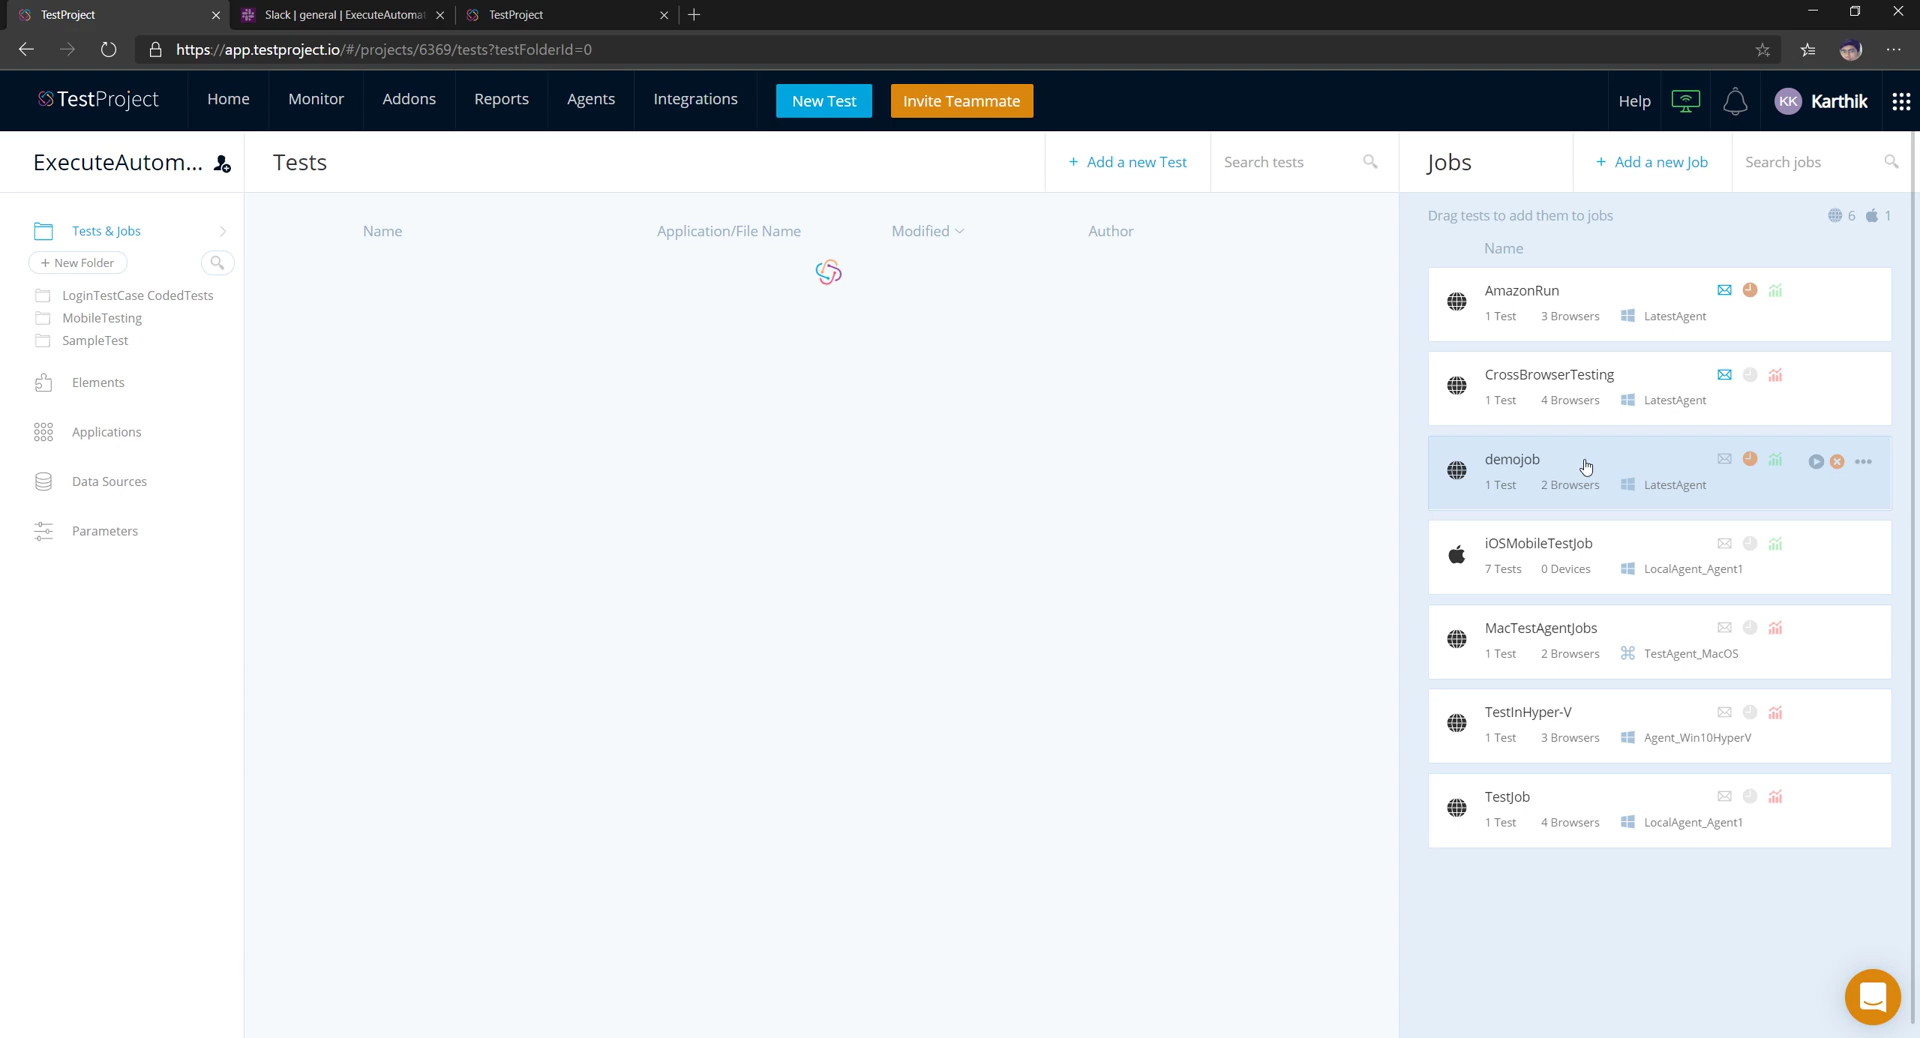 TestProject
Slack | general | ExecuteAutomat
TestProject
https://app.testproject.io/#/projects/6369/tests?testFolderId=0
TestProject
Home
Monitor
Addons
Reports
Agents
Integrations
New Test
Invite Teammate
Help
KK
Karthik
ExecuteAutom...
Tests
+ Add a new Test
Search tests
Jobs
+ Add a new Job
Search jobs
Tests & Jobs
+ New Folder
LoginTestCase CodedTests
MobileTesting
SampleTest
Elements
Applications
Data Sources
Parameters
Name
Application/File Name
Modified
Author
Drag tests to add them to jobs
6
1
Name
AmazonRun
1 Test 3 Browsers LatestAgent
CrossBrowserTesting
1 Test 4 Browsers LatestAgent
demojob
1 Test 2 Browsers LatestAgent
iOSMobileTestJob
7 Tests 0 Devices LocalAgent_Agent1
MacTestAgentJobs
1 Test 2 Browsers TestAgent_MacOS
TestInHyper-V
1 Test 3 Browsers Agent_Win10HyperV
TestJob
1 Test 4 Browsers LocalAgent_Agent1